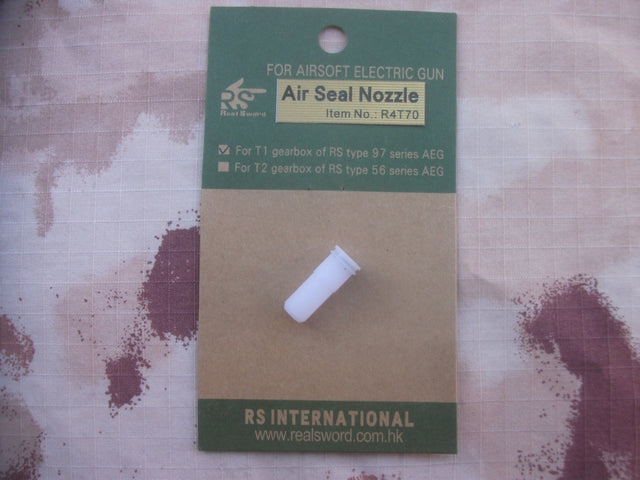 FOR AIRSOFT ELECTRIC GUN
RS
Real Sword
Air Seal Nozzle
Item No.: R4T70
For T1 gearbox of RS type 97 series AEG
For T2 gearbox of RS type 56 series AEG
RS INTERNATIONAL
www.realsword.com.hk